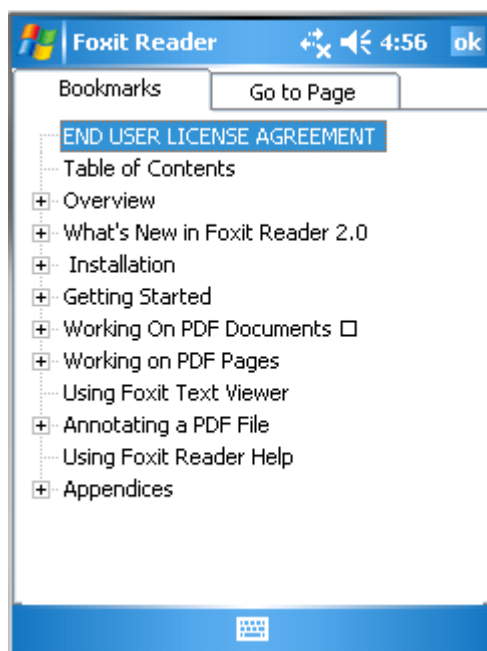 Foxit Reader 4:56 ok
Bookmarks Go to Page
END USER LICENSE AGREEMENT
Table of Contents
Overview
What's New in Foxit Reader 2.0
Installation
Getting Started
Working On PDF Documents □
Working on PDF Pages
Using Foxit Text Viewer
Annotating a PDF File
Using Foxit Reader Help
Appendices